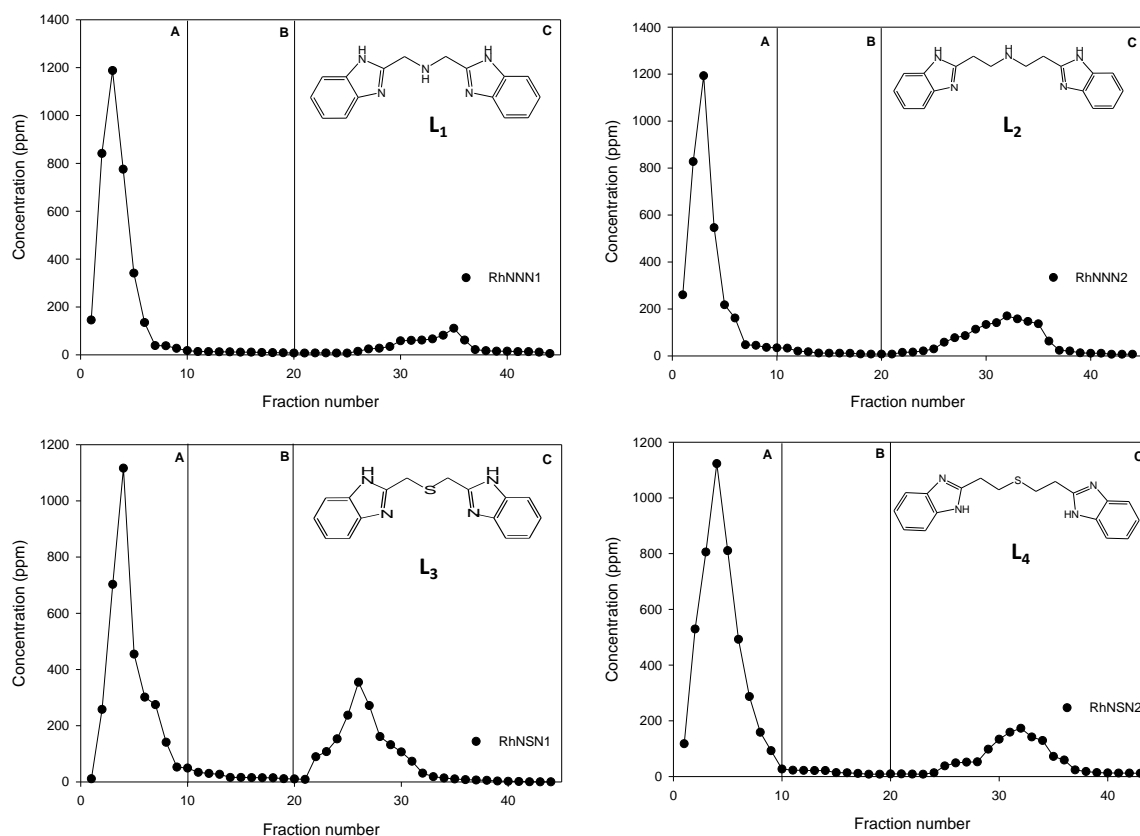 1400
1200
1000
800
600
400
200
0
Concentration (ppm)
A
B
C
H
N
N
H
N
N
H
N
L1
RhNNN1
0
10
20
30
40
Fraction number
1400
1200
1000
800
600
400
200
0
Concentration (ppm)
A
B
C
H
N
N
H
N
H
N
N
L2
RhNNN2
0
10
20
30
40
Fraction number
1200
1000
800
600
400
200
0
Concentration (ppm)
A
B
C
H
N
N
S
H
N
N
L3
RhNSN1
0
10
20
30
40
Fraction number
1200
1000
800
600
400
200
0
Concentration (ppm)
A
B
C
N
NH
S
N
HN
L4
RhNSN2
0
10
20
30
40
Fraction number